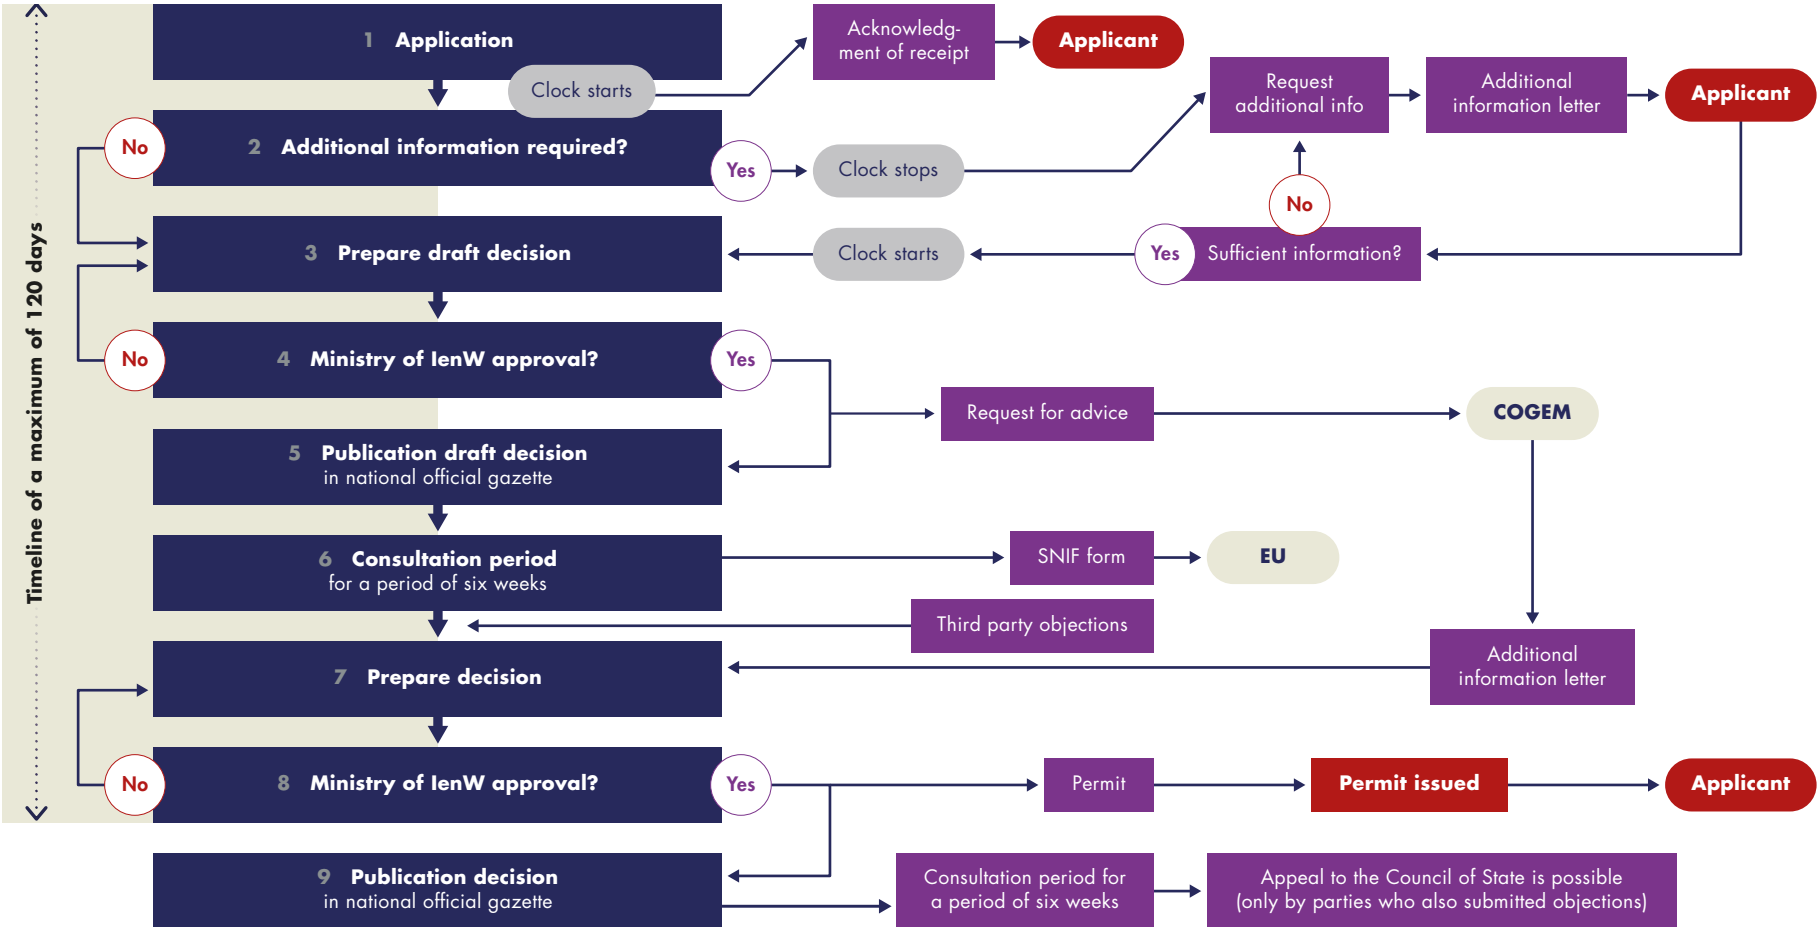 Timeline of a maximum of 120 days
1 Application
Clock starts
Acknowledg-
ment of receipt
Applicant
2 Additional information required?
No
Yes
Clock stops
Request
additional info
Additional
information letter
Applicant
No
3 Prepare draft decision
Clock starts
Yes
Sufficient information?
4 Ministry of IenW approval?
No
Yes
Request for advice
COGEM
5 Publication draft decision
in national official gazette
6 Consultation period
for a period of six weeks
SNIF form
EU
Third party objections
7 Prepare decision
Additional
information letter
8 Ministry of IenW approval?
No
Yes
Permit
Permit issued
Applicant
9 Publication decision
in national official gazette
Consultation period for
a period of six weeks
Appeal to the Council of State is possible
(only by parties who also submitted objections)